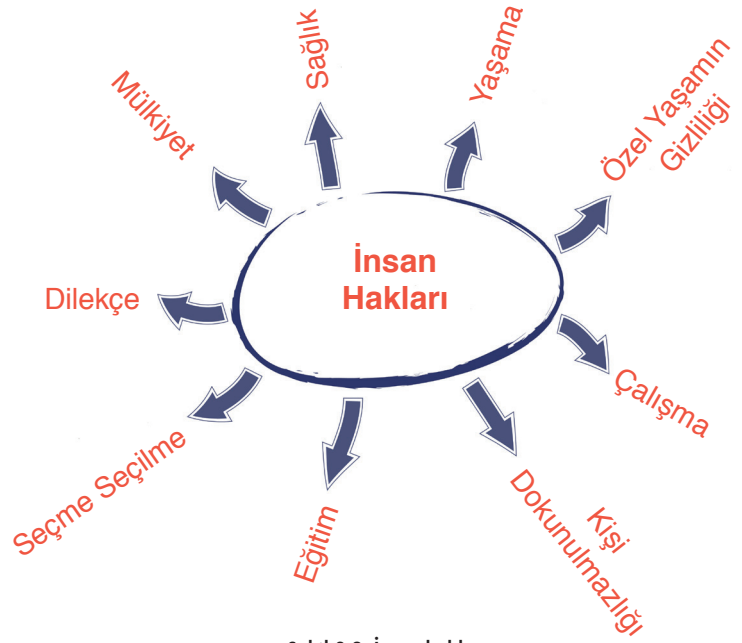 Sağlık
Yaşama
Özel Yaşamın
Gizliliği
Mülkiyet
İnsan
Hakları
Dilekçe
Çalışma
Seçme Seçilme
Eğitim
Kişi
Dokunulmazlığı